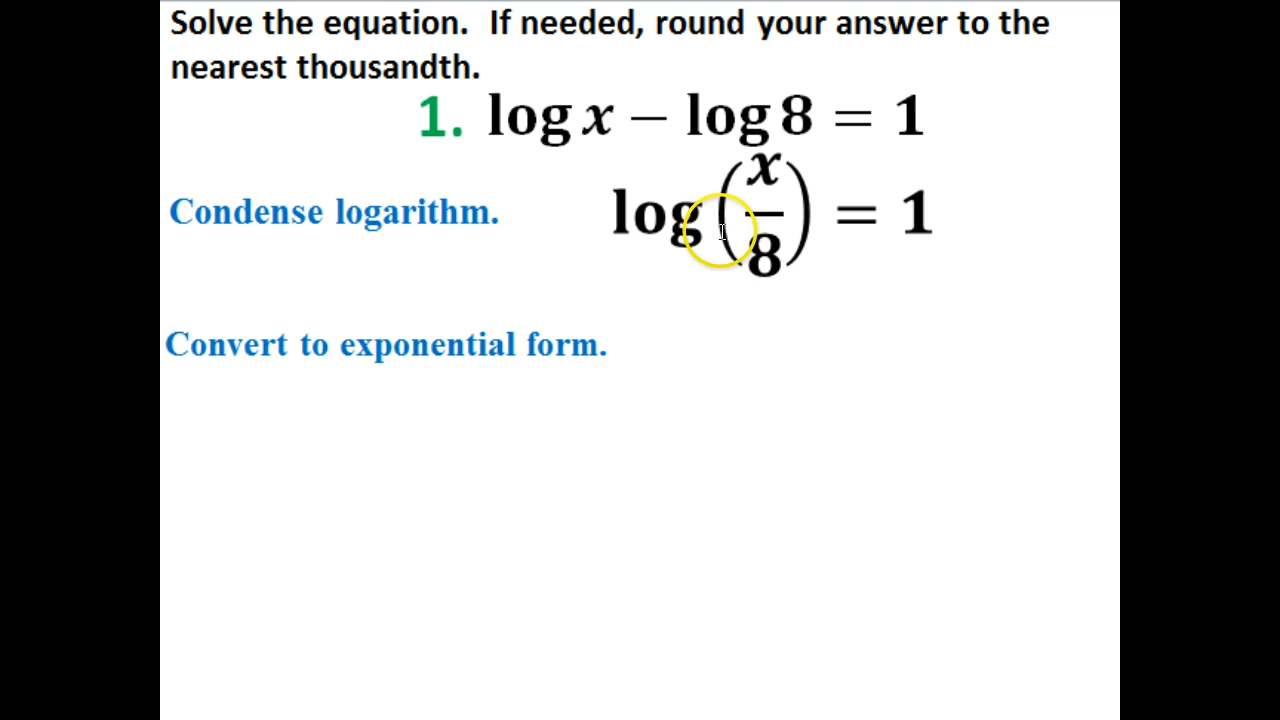 Solve the equation. If needed, round your answer to the
nearest thousandth.
1. log x − log 8 = 1
Condense logarithm. log(x/8) = 1
Convert to exponential form.